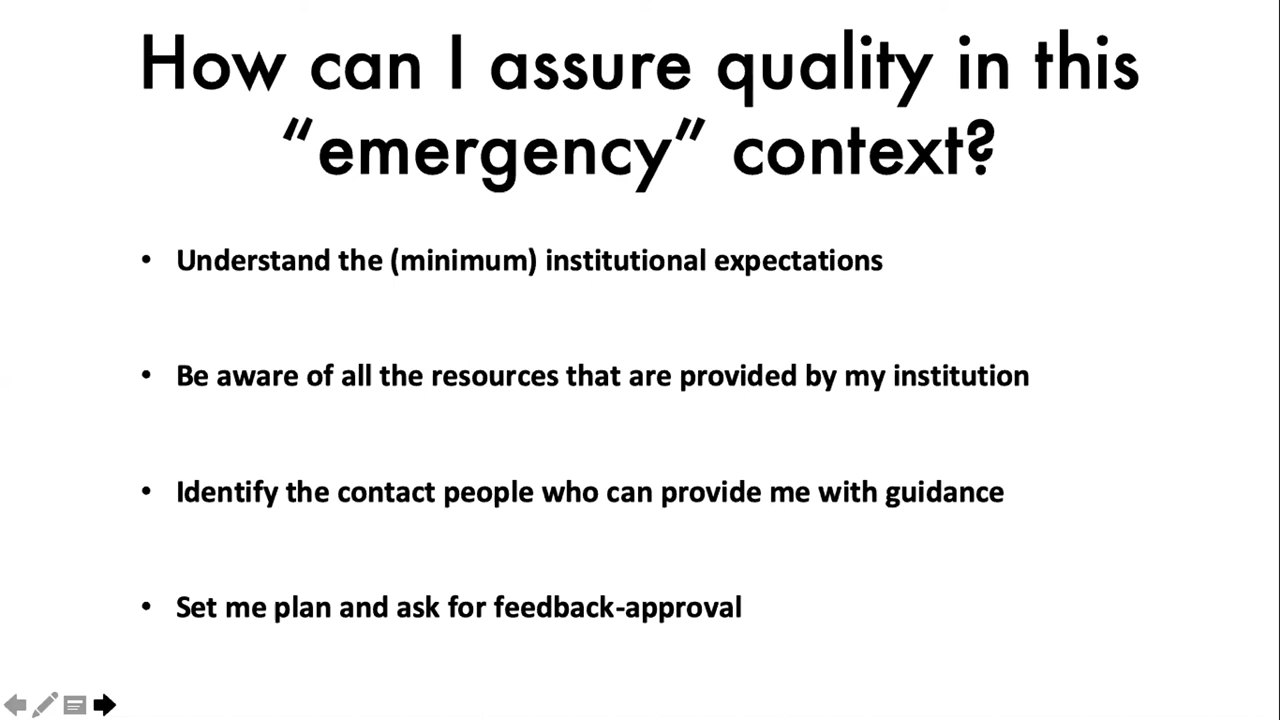 How can I assure quality in this
“emergency” context?
• Understand the (minimum) institutional expectations
• Be aware of all the resources that are provided by my institution
• Identify the contact people who can provide me with guidance
• Set me plan and ask for feedback-approval